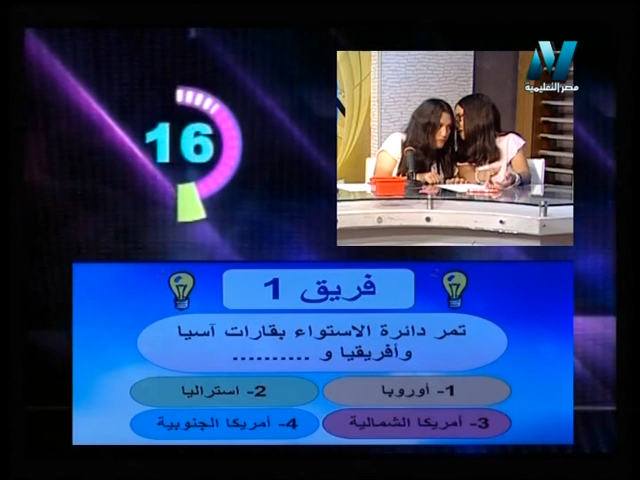 16
مصر التعليمية
فريق 1
تمر دائرة الاستواء بقارات آسيا
وأفريقيا و ..........
1- أوروبا
2- استراليا
3- أمريكا الشمالية
4- أمريكا الجنوبية